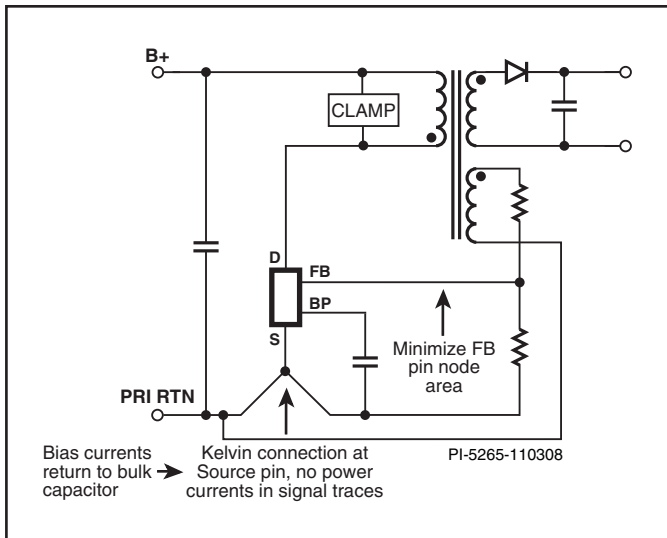 B+
CLAMP
D
FB
BP
S
Minimize FB
pin node
area
PRI RTN
Bias currents
return to bulk
capacitor
Kelvin connection at
Source pin, no power
currents in signal traces
PI-5265-110308